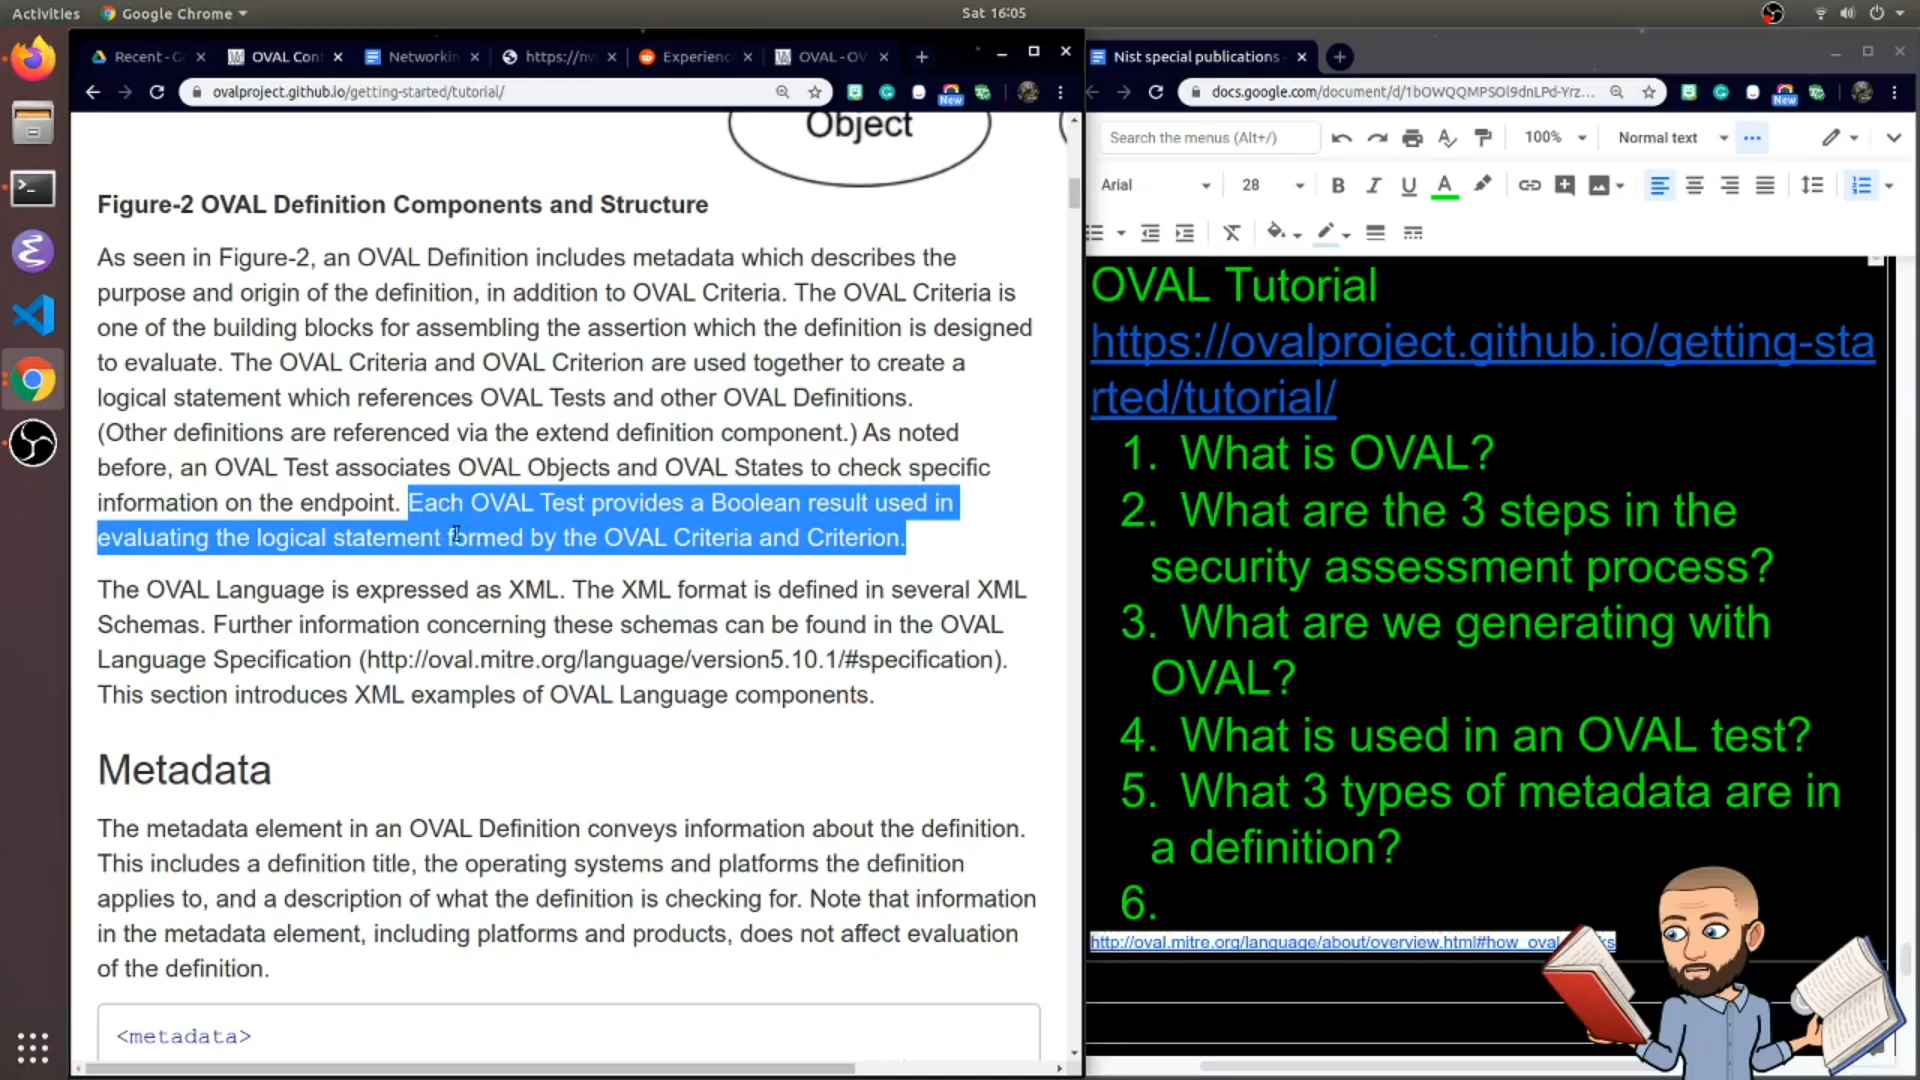 Activities
Google Chrome
Sat 16:05
Recent - G
OVAL Con
Networkin
https://nv
Experienc
OVAL - OV
ovalproject.github.io/getting-started/tutorial/
New
Object
Figure-2 OVAL Definition Components and Structure
As seen in Figure-2, an OVAL Definition includes metadata which describes the
purpose and origin of the definition, in addition to OVAL Criteria. The OVAL Criteria is
one of the building blocks for assembling the assertion which the definition is designed
to evaluate. The OVAL Criteria and OVAL Criterion are used together to create a
logical statement which references OVAL Tests and other OVAL Definitions.
(Other definitions are referenced via the extend definition component.) As noted
before, an OVAL Test associates OVAL Objects and OVAL States to check specific
information on the endpoint. Each OVAL Test provides a Boolean result used in
evaluating the logical statement formed by the OVAL Criteria and Criterion.
The OVAL Language is expressed as XML. The XML format is defined in several XML
Schemas. Further information concerning these schemas can be found in the OVAL
Language Specification (http://oval.mitre.org/language/version5.10.1/#specification).
This section introduces XML examples of OVAL Language components.
Metadata
The metadata element in an OVAL Definition conveys information about the definition.
This includes a definition title, the operating systems and platforms the definition
applies to, and a description of what the definition is checking for. Note that information
in the metadata element, including platforms and products, does not affect evaluation
of the definition.
<metadata>
Nist special publications -
docs.google.com/document/d/1bOWQQMPSOl9dnLPd-Yrz...
New
Search the menus (Alt+/)
100%
Normal text
Arial
28
OVAL Tutorial
https://ovalproject.github.io/getting-sta
rted/tutorial/
1. What is OVAL?
2. What are the 3 steps in the
security assessment process?
3. What are we generating with
OVAL?
4. What is used in an OVAL test?
5. What 3 types of metadata are in
a definition?
6.
http://oval.mitre.org/language/about/overview.html#how_oval